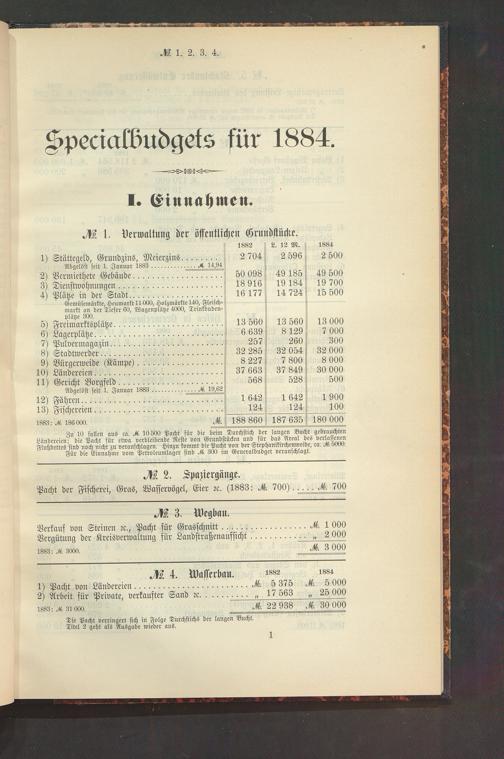 № 1. 2. 3. 4.
Specialbudgets für 1884.
I. Einnahmen.
№ 1. Verwaltung der öffentlichen Grundstücke.
1882 L. 12 M. 1884
1) Stättegeld, Grundzins, Meierzins 2 704 2 596 2 500
Abgelöst seit 1. Januar 1883 ℳ 14,94
2) Vermiethete Gebäude 50 098 49 185 49 500
3) Dienstwohnungen 18 916 19 184 19 700
4) Plätze in der Stadt 16 177 14 724 15 500
Gemüsemärkte, Heumarkt 11 000, Holzmärkte 140, Fleisch-
markt an der Tiefer 60, Wagenplätze 4000, Trinkbuden-
plätze 300.
5) Freimarktsplätze 13 560 13 560 13 000
6) Lagerplätze 6 639 8 129 7 000
7) Pulvermagazin 257 260 300
8) Stadtwerder 32 285 32 054 32 000
9) Bürgerweide (Kämpe) 8 227 7 800 8 000
10) Ländereien 37 663 37 849 30 000
11) Gericht Borgfeld 568 528 500
Abgelöst seit 1. Januar 1883 ℳ 19,62
12) Fähren 1 642 1 642 1 900
13) Fischereien 124 124 100
1883: ℳ 186 000. ℳ 188 860 187 635 180 000
Zu 10 fallen aus ca. ℳ 10 500 Pacht für die beim Durchstich der langen Bucht gebrauchten
Ländereien; die Pacht für etwa verbleibende Reste von Grundstücken und für das Areal des verlassenen
Flußbettes sind noch nicht zu veranschlagen. Hinzu kommt die Pacht von der Stephanikirchenweide, ca. ℳ 5000.
Für die Einnahme vom Petroleumlager sind ℳ 300 im Generalbudget veranschlagt.
№ 2. Spaziergänge.
Pacht der Fischerei, Gras, Wasservögel, Eier ꝛc. (1883: ℳ 700) ℳ 700
№ 3. Wegbau.
Verkauf von Steinen ꝛc., Pacht für Grasschnitt ℳ 1 000
Vergütung der Kreisverwaltung für Landstraßenaufsicht „ 2 000
1883: ℳ 3000. ℳ 3 000
№ 4. Wasserbau. 1882 1884
1) Pacht von Ländereien ℳ 5 375 ℳ 5 000
2) Arbeit für Private, verkaufter Sand ꝛc. „ 17 563 „ 25 000
1883: ℳ 31 000. ℳ 22 938 ℳ 30 000
Die Pacht verringert sich in Folge Durchstichs der langen Bucht.
Titel 2 geht als Ausgabe wieder aus.
1